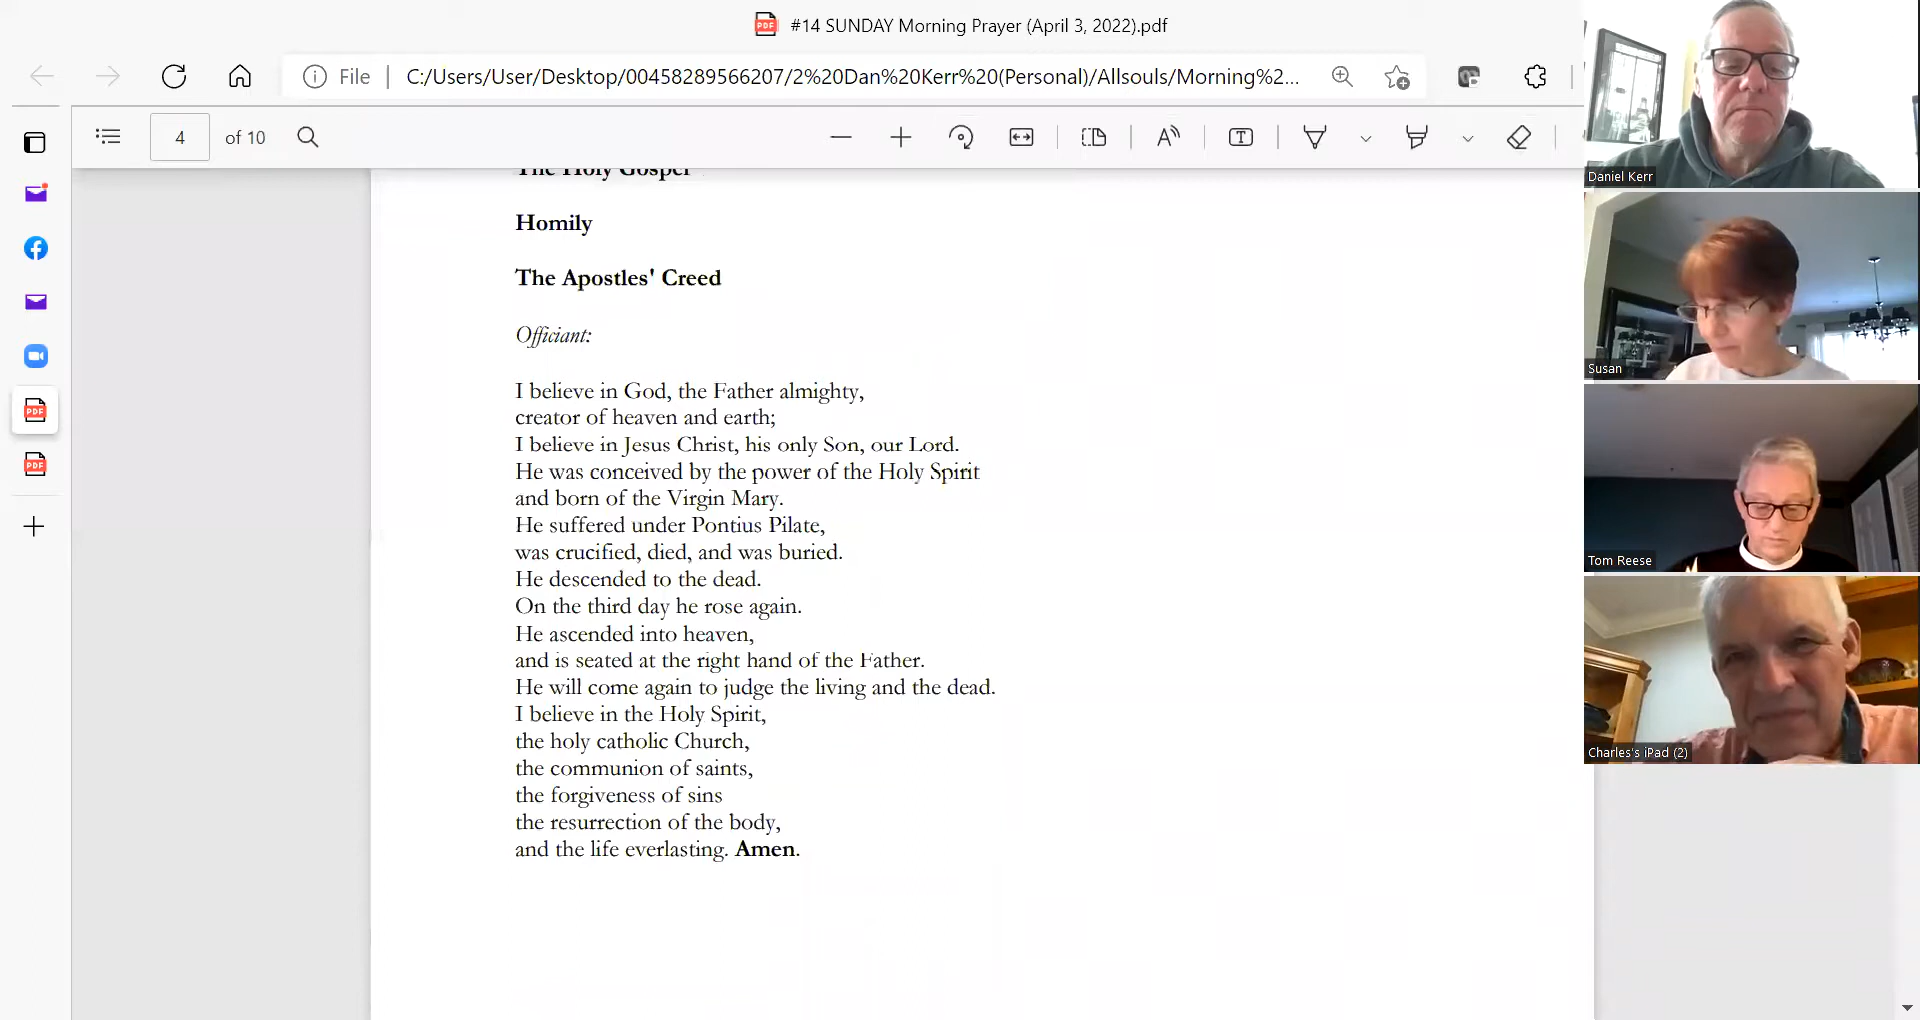 #14 SUNDAY Morning Prayer (April 3, 2022).pdf
File
C:/Users/User/Desktop/00458289566207/2%20Dan%20Kerr%20(Personal)/Allsouls/Morning%2...
4 of 10
The Holy Gospel
Homily
The Apostles' Creed
Officiant:
I believe in God, the Father almighty,
creator of heaven and earth;
I believe in Jesus Christ, his only Son, our Lord.
He was conceived by the power of the Holy Spirit
and born of the Virgin Mary.
He suffered under Pontius Pilate,
was crucified, died, and was buried.
He descended to the dead.
On the third day he rose again.
He ascended into heaven,
and is seated at the right hand of the Father.
He will come again to judge the living and the dead.
I believe in the Holy Spirit,
the holy catholic Church,
the communion of saints,
the forgiveness of sins
the resurrection of the body,
and the life everlasting. Amen.
Daniel Kerr
Susan
Tom Reese
Charles's iPad (2)
PDF
PDF
PDF